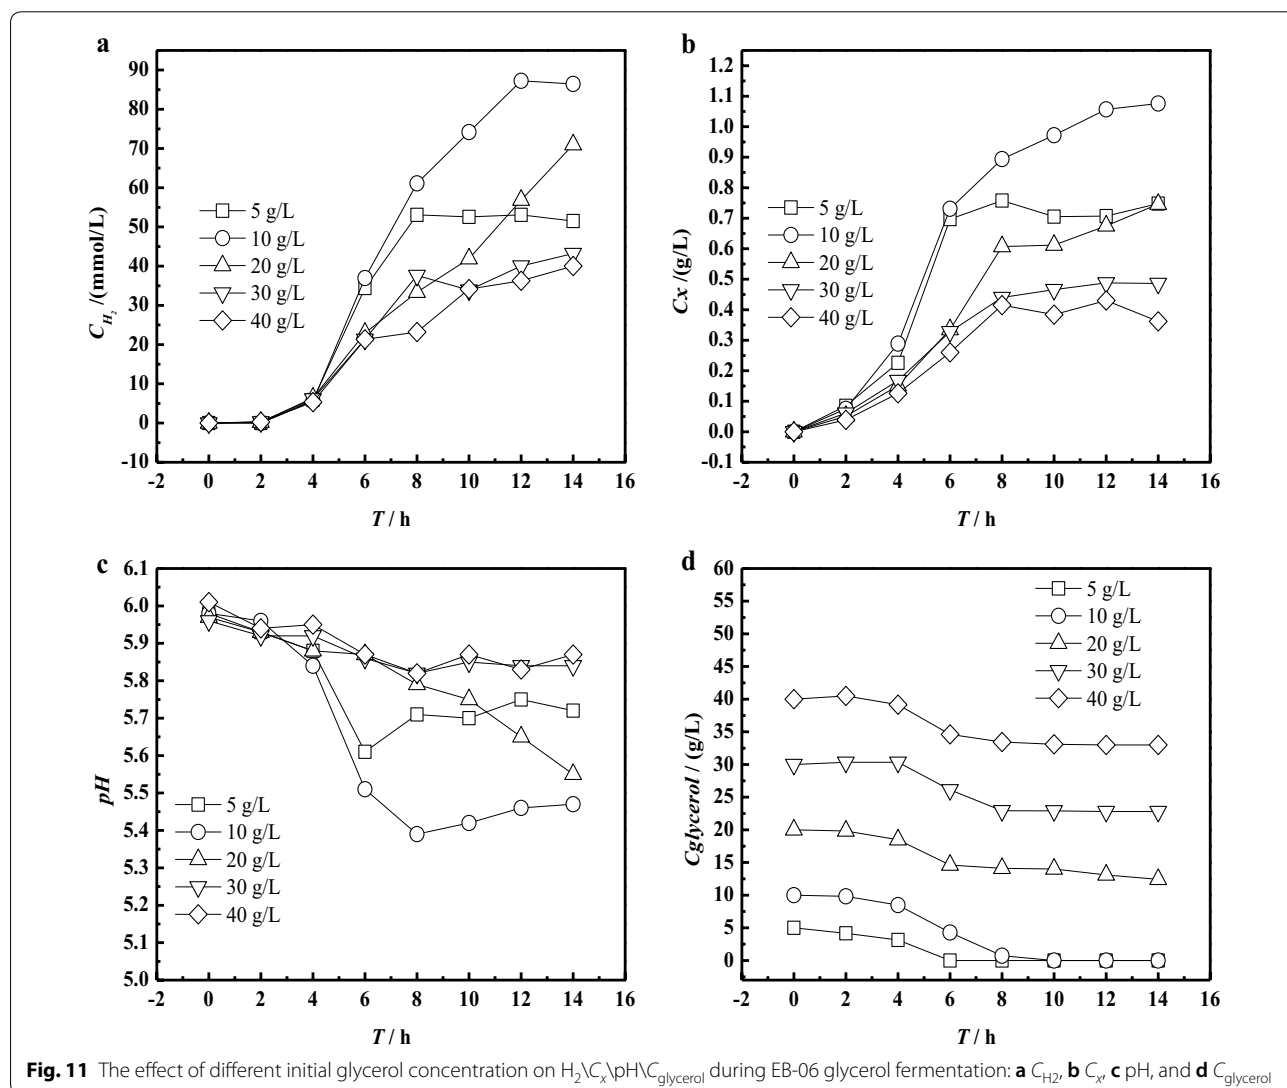 a
90
80
70
60
50
40
30
20
10
0
-10
-2 0 2 4 6 8 10 12 14 16
C_{H_2} /(mmol/L)
T / h
5 g/L
10 g/L
20 g/L
30 g/L
40 g/L
b
1.2
1.1
1.0
0.9
0.8
0.7
0.6
0.5
0.4
0.3
0.2
0.1
0.0
-0.1
-2 0 2 4 6 8 10 12 14 16
Cx /(g/L)
T / h
5 g/L
10 g/L
20 g/L
30 g/L
40 g/L
c
6.1
6.0
5.9
5.8
5.7
5.6
5.5
5.4
5.3
5.2
5.1
5.0
-2 0 2 4 6 8 10 12 14 16
pH
T / h
5 g/L
10 g/L
20 g/L
30 g/L
40 g/L
d
60
55
50
45
40
35
30
25
20
15
10
5
0
-2 0 2 4 6 8 10 12 14 16
Cglycerol / (g/L)
T / h
5 g/L
10 g/L
20 g/L
30 g/L
40 g/L
Fig. 11 The effect of different initial glycerol concentration on H₂\Cₓ\pH\C_{glycerol} during EB-06 glycerol fermentation: a C_{H2}, b Cₓ, c pH, and d C_{glycerol}